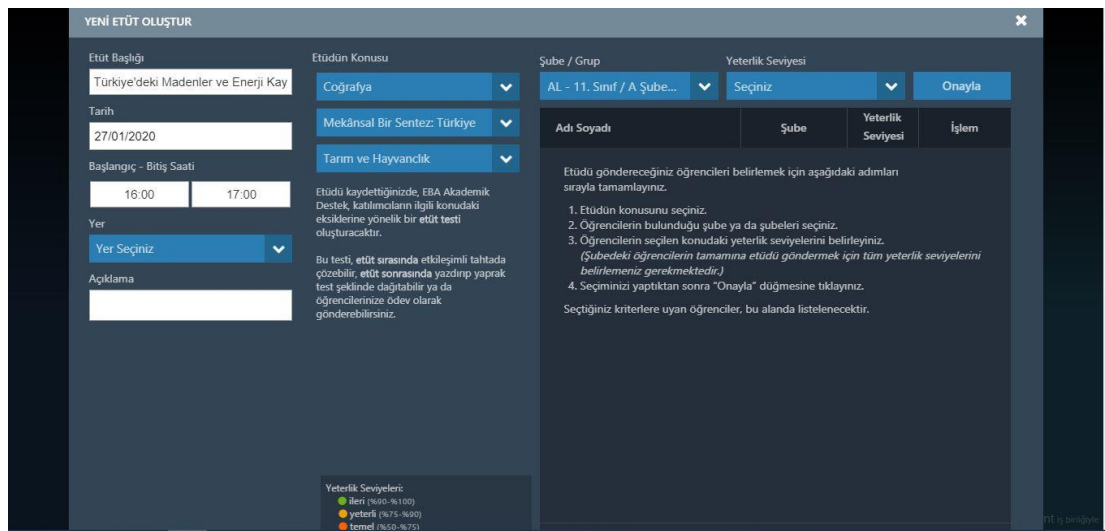 YENİ ETÜT OLUŞTUR
Etüt Başlığı
Türkiye'deki Madenler ve Enerji Kay
Tarih
27/01/2020
Başlangıç - Bitiş Saati
16:00 17:00
Yer
Yer Seçiniz
Açıklama
Etüdün Konusu
Coğrafya
Mekânsal Bir Sentez: Türkiye
Tarım ve Hayvancılık
Etüdü kaydettiğinizde, EBA Akademik
Destek, katılımcıların ilgili konudaki
eksiklerine yönelik bir etüt testi
oluşturacaktır.
Bu testi, etüt sırasında etkileşimli tahtada
çözebilir, etüt sonrasında yazdırıp yaprak
test şeklinde dağıtabilir ya da
öğrencilerinize ödev olarak
gönderebilirsiniz.
Yeterlik Seviyeleri:
ileri (%90-%100)
yeterli (%75-%90)
temel (%50-%75)
Şube / Grup
AL - 11. Sınıf / A Şube...
Yeterlik Seviyesi
Seçiniz
Onayla
Adı Soyadı Şube Yeterlik Seviyesi İşlem
Etüdü göndereceğiniz öğrencileri belirlemek için aşağıdaki adımları
sırayla tamamlayınız.
1. Etüdün konusunu seçiniz.
2. Öğrencilerin bulunduğu şube ya da şubeleri seçiniz.
3. Öğrencilerin seçilen konudaki yeterlik seviyelerini belirleyiniz.
(Şubedeki öğrencilerin tamamına etüdü göndermek için tüm yeterlik seviyelerini
belirlemeniz gerekmektedir.)
4. Seçiminizi yaptıktan sonra "Onayla" düğmesine tıklayınız.
Seçtiğiniz kriterlere uyan öğrenciler, bu alanda listelenecektir.
iş birliğiyle